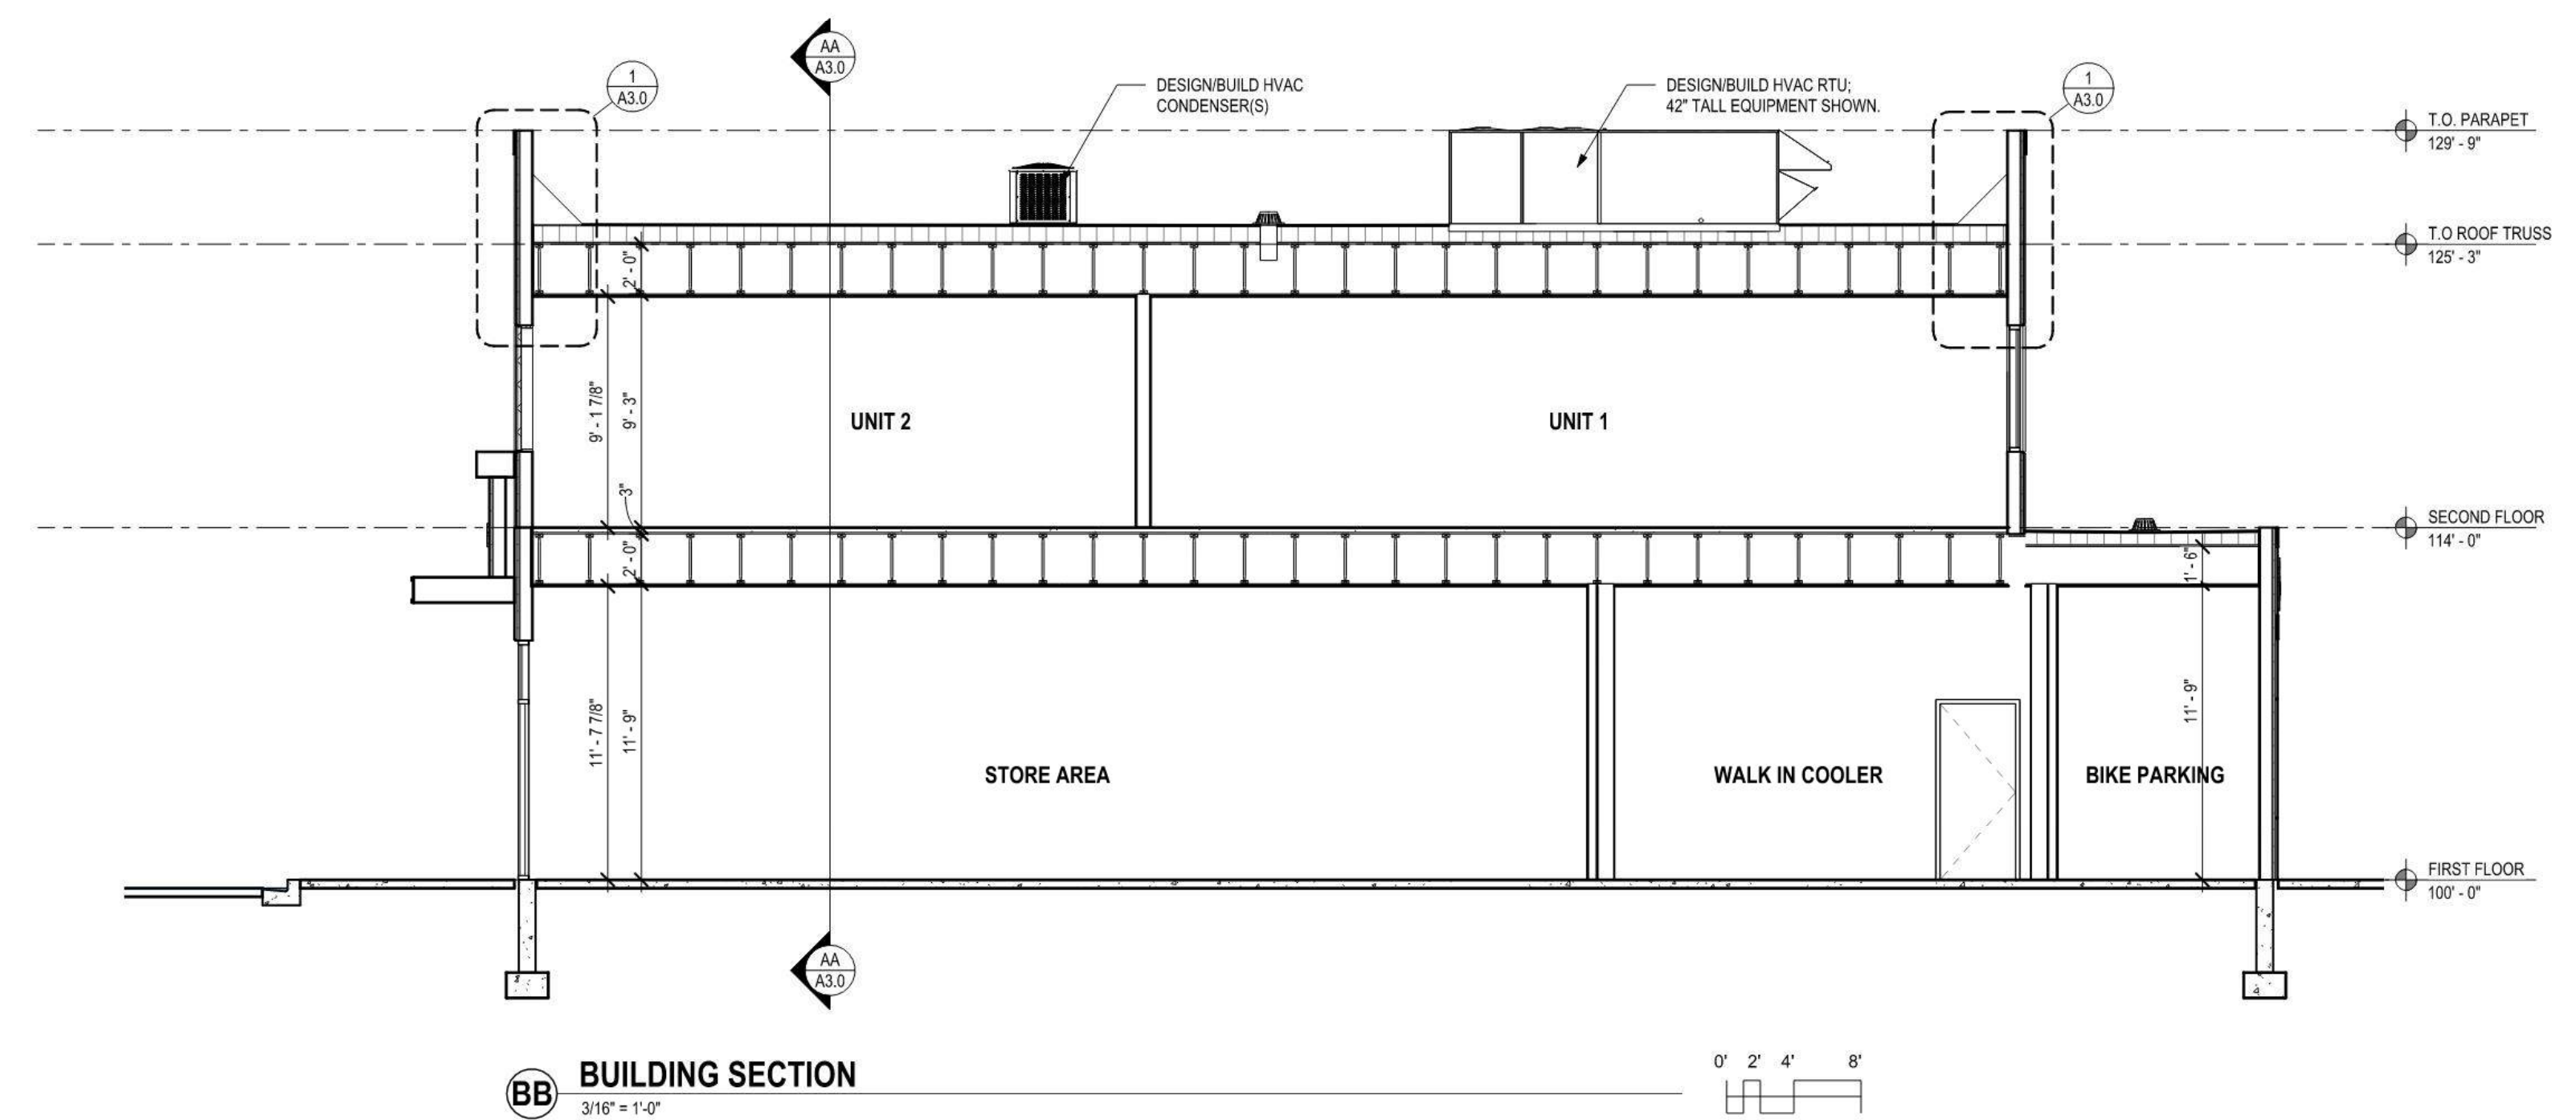 AA
A3.0
1
A3.0
DESIGN/BUILD HVAC
CONDENSER(S)
DESIGN/BUILD HVAC RTU;
42" TALL EQUIPMENT SHOWN.
1
A3.0
T.O. PARAPET
129' - 9"
T.O ROOF TRUSS
125' - 3"
2' - 0"
9' - 1 7/8"
9' - 3"
UNIT 2
UNIT 1
3"
SECOND FLOOR
114' - 0"
2' - 0"
1' - 6"
11' - 7 7/8"
11' - 9"
11' - 9"
STORE AREA
WALK IN COOLER
BIKE PARKING
FIRST FLOOR
100' - 0"
AA
A3.0
BB
BUILDING SECTION
3/16" = 1'-0"
0' 2' 4' 8'